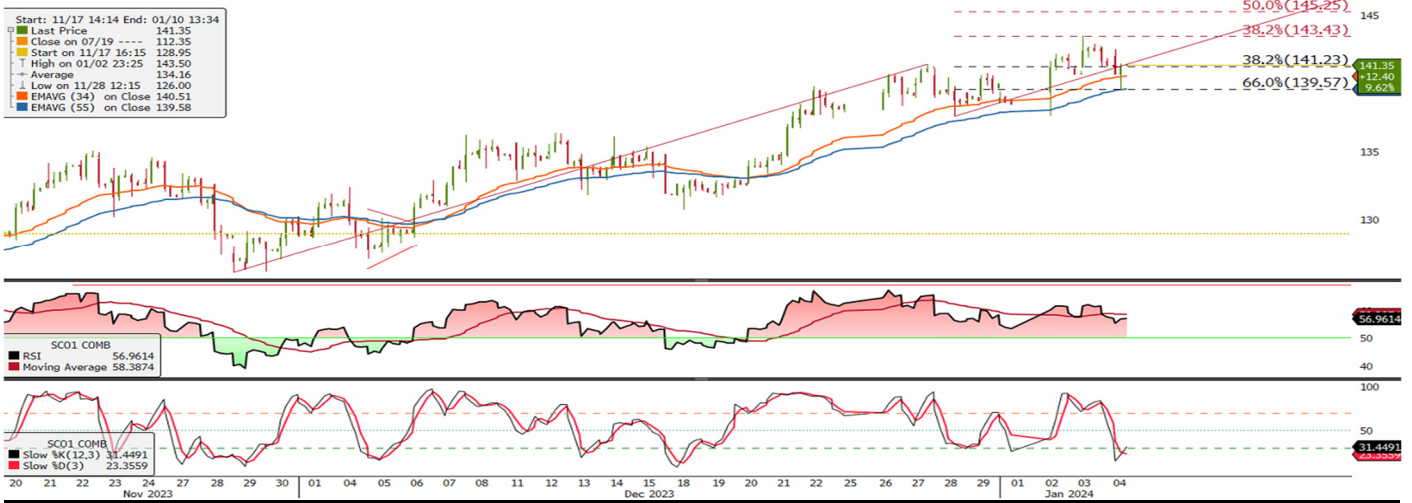 Start: 11/17 14:14 End: 01/10 13:34
Last Price 141.35
Close on 07/19 ---- 112.35
Start on 11/17 16:15 128.95
High on 01/02 23:25 143.50
Average 134.16
Low on 11/28 12:15 126.00
EMAVG (34) on Close 140.51
EMAVG (55) on Close 139.58
50.0%(145.25)
38.2%(143.43)
38.2%(141.23)
66.0%(139.57)
145
141.35
+12.40
9.62%
135
130
SCO1 COMB
RSI 56.9614
Moving Average 58.3874
56.9614
50
40
SCO1 COMB
Slow %K(12,3) 31.4491
Slow %D(3) 23.3559
100
50
31.4491
23.3559
20 21 22 23 24 27 28 29 30 01 04 05 06 07 08 11 12 13 14 15 18 19 20 21 22 25 26 27 28 29 01 02 03 04
Nov 2023 Dec 2023 Jan 2024